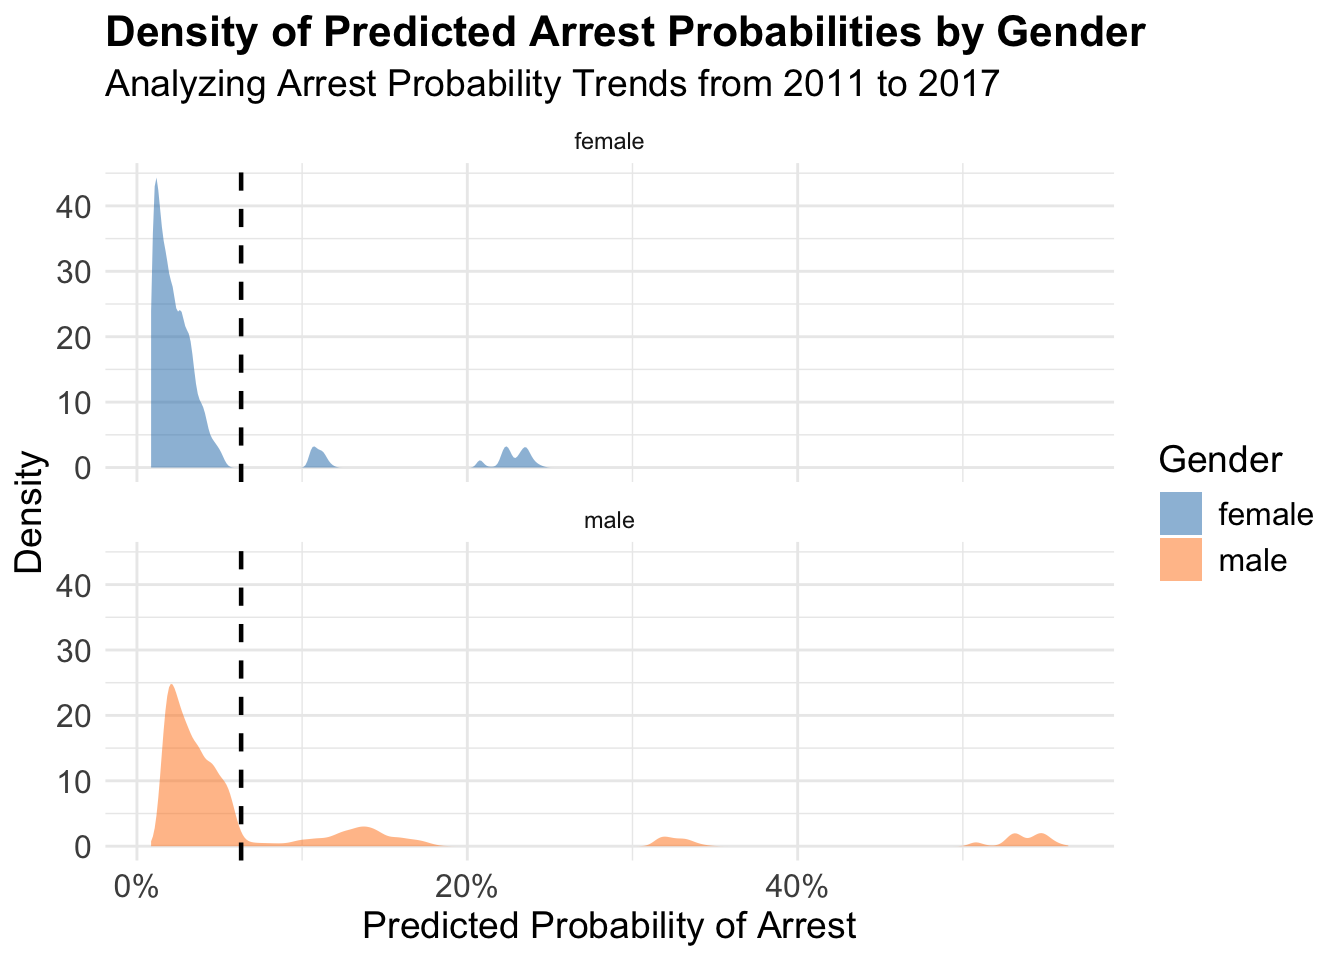 Density of Predicted Arrest Probabilities by Gender
Analyzing Arrest Probability Trends from 2011 to 2017
female
40
30
20
10
0
Density
male
40
30
20
10
0
0% 20% 40%
Predicted Probability of Arrest
Gender
female
male